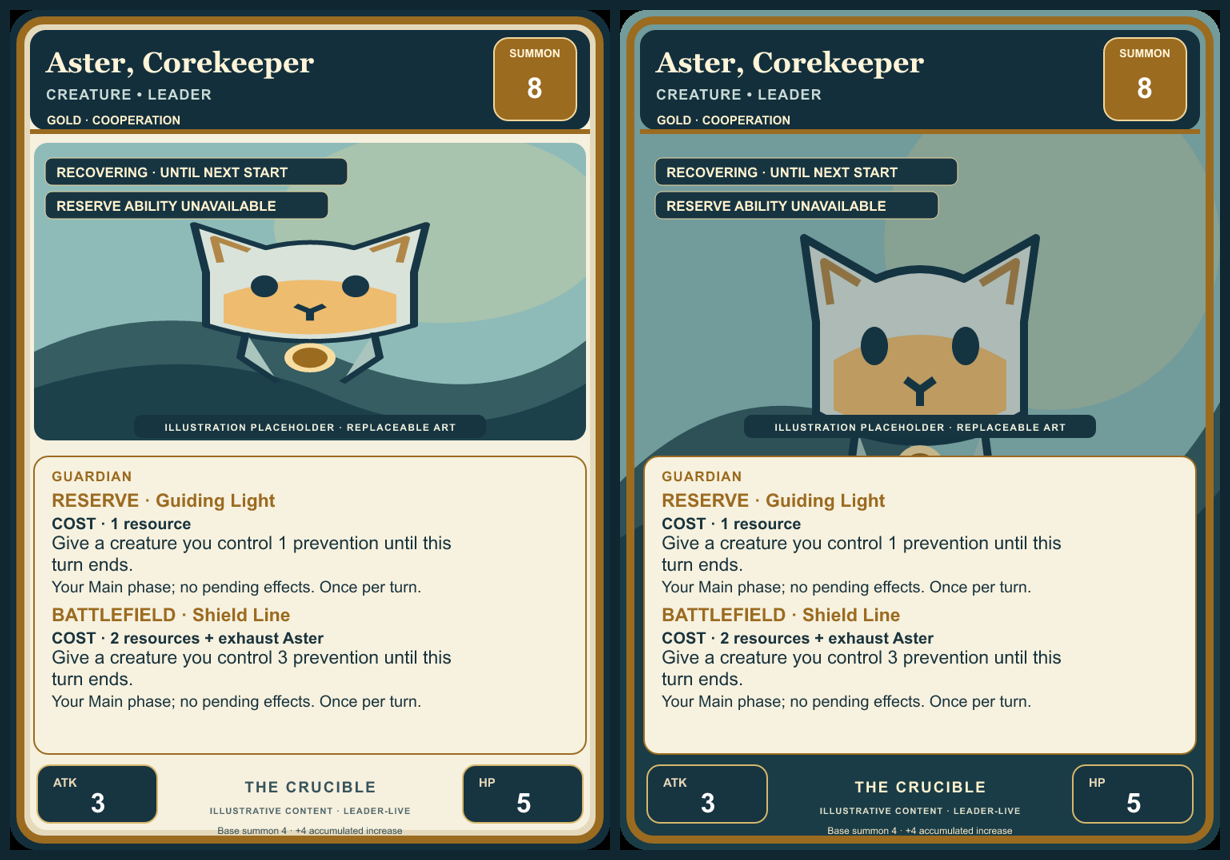 Aster, Corekeeper
CREATURE • LEADER
GOLD · COOPERATION
SUMMON
8
RECOVERING · UNTIL NEXT START
RESERVE ABILITY UNAVAILABLE
ILLUSTRATION PLACEHOLDER · REPLACEABLE ART
GUARDIAN
RESERVE · Guiding Light
COST · 1 resource
Give a creature you control 1 prevention until this
turn ends.
Your Main phase; no pending effects. Once per turn.
BATTLEFIELD · Shield Line
COST · 2 resources + exhaust Aster
Give a creature you control 3 prevention until this
turn ends.
Your Main phase; no pending effects. Once per turn.
ATK
3
THE CRUCIBLE
ILLUSTRATIVE CONTENT · LEADER-LIVE
Base summon 4 · +4 accumulated increase
HP
5
Aster, Corekeeper
CREATURE • LEADER
GOLD · COOPERATION
SUMMON
8
RECOVERING · UNTIL NEXT START
RESERVE ABILITY UNAVAILABLE
ILLUSTRATION PLACEHOLDER · REPLACEABLE ART
GUARDIAN
RESERVE · Guiding Light
COST · 1 resource
Give a creature you control 1 prevention until this
turn ends.
Your Main phase; no pending effects. Once per turn.
BATTLEFIELD · Shield Line
COST · 2 resources + exhaust Aster
Give a creature you control 3 prevention until this
turn ends.
Your Main phase; no pending effects. Once per turn.
ATK
3
THE CRUCIBLE
ILLUSTRATIVE CONTENT · LEADER-LIVE
Base summon 4 · +4 accumulated increase
HP
5